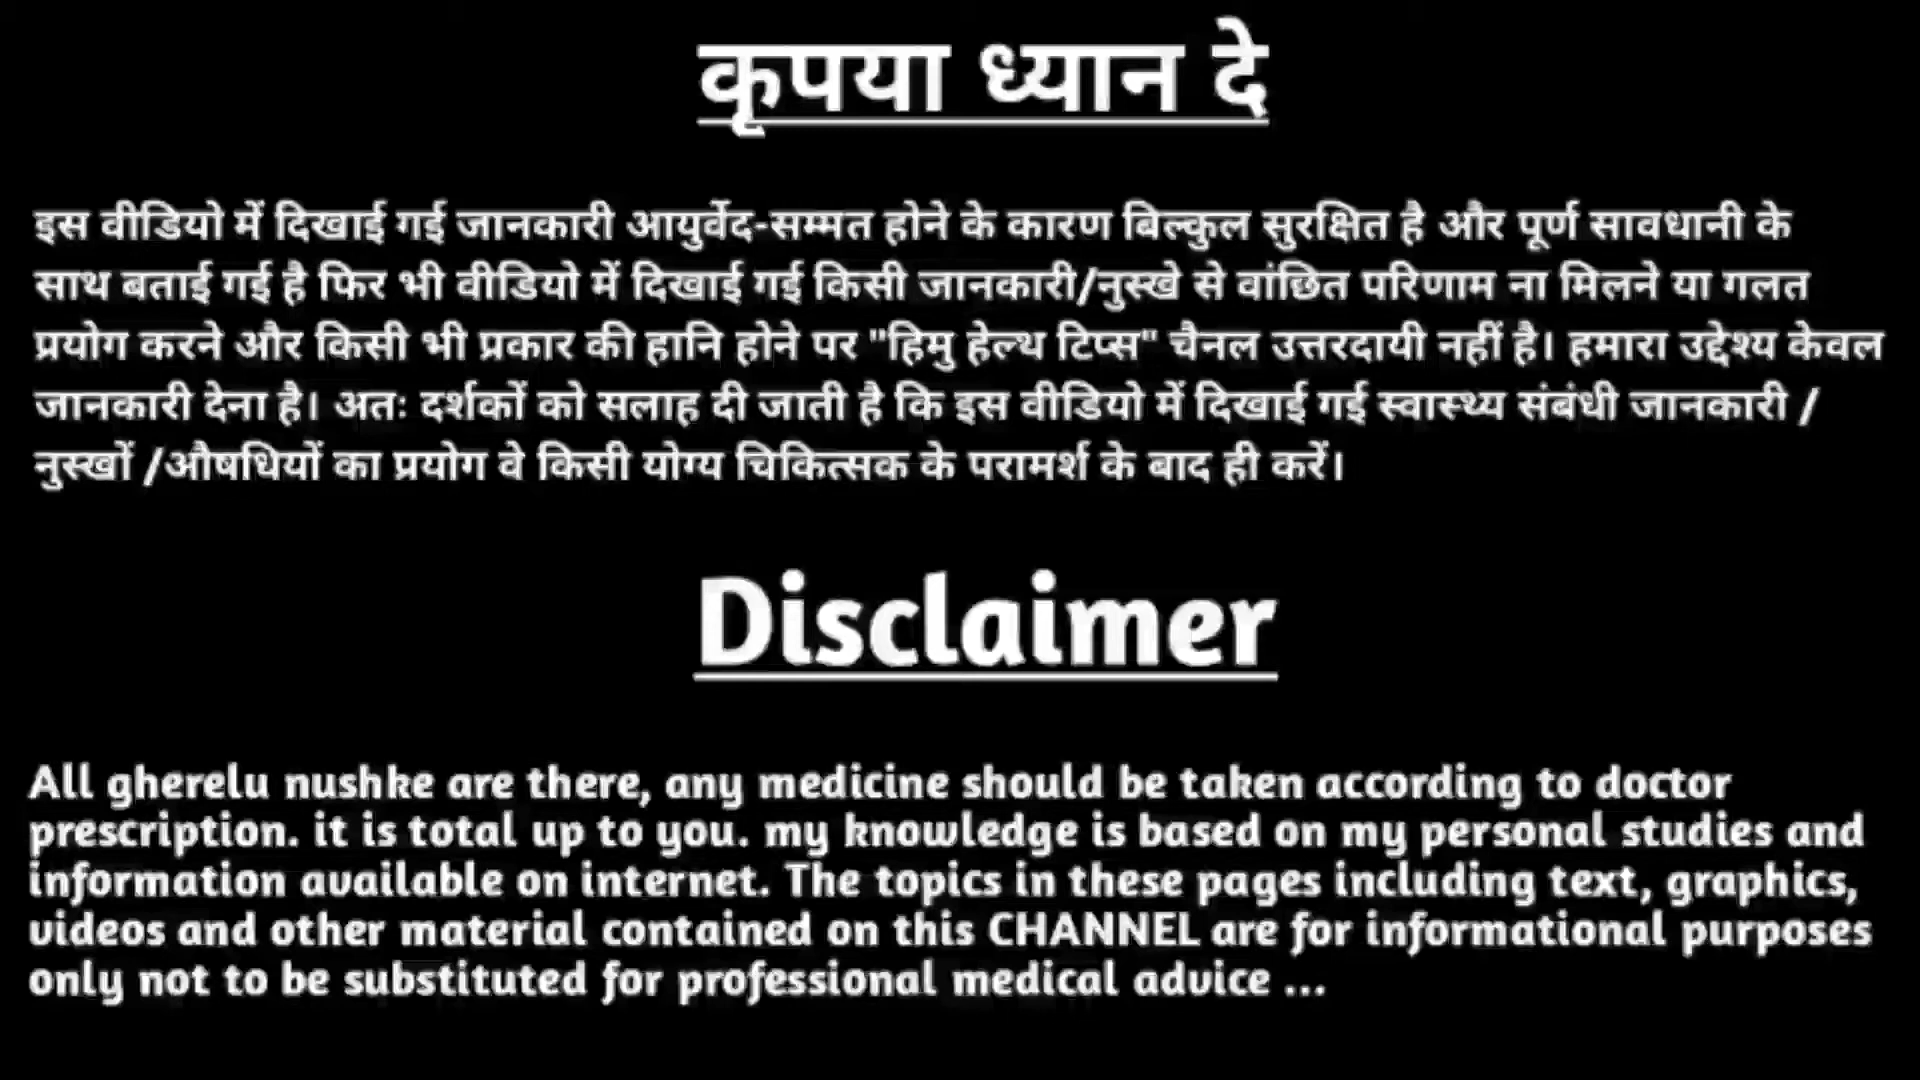 कृपया ध्यान दे
इस वीडियो में दिखाई गई जानकारी आयुर्वेद-सम्मत होने के कारण बिल्कुल सुरक्षित है और पूर्ण सावधानी के
साथ बताई गई है फिर भी वीडियो में दिखाई गई किसी जानकारी/नुस्खे से वांछित परिणाम ना मिलने या गलत
प्रयोग करने और किसी भी प्रकार की हानि होने पर "हिमु हेल्थ टिप्स" चैनल उत्तरदायी नहीं है। हमारा उद्देश्य केवल
जानकारी देना है। अतः दर्शकों को सलाह दी जाती है कि इस वीडियो में दिखाई गई स्वास्थ्य संबंधी जानकारी /
नुस्खों /औषधियों का प्रयोग वे किसी योग्य चिकित्सक के परामर्श के बाद ही करें।
Disclaimer
All gherelu nushke are there, any medicine should be taken according to doctor
prescription. it is total up to you. my knowledge is based on my personal studies and
information available on internet. The topics in these pages including text, graphics,
videos and other material contained on this CHANNEL are for informational purposes
only not to be substituted for professional medical advice ...